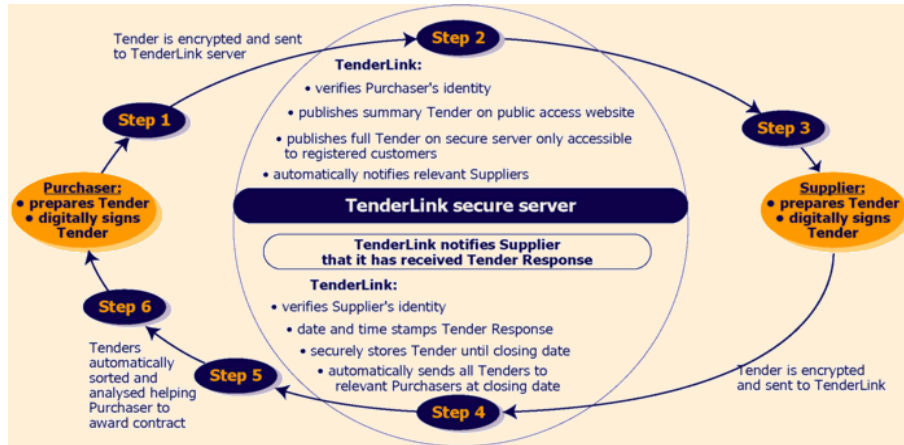 Tender is encrypted and sent
to TenderLink server
Step 2
TenderLink:
• verifies Purchaser's identity
• publishes summary Tender on public access website
• publishes full Tender on secure server only accessible
to registered customers
• automatically notifies relevant Suppliers
Step 1
Step 3
Purchaser:
• prepares Tender
• digitally signs
Tender
TenderLink secure server
Supplier:
• prepares Tender
• digitally signs
Tender
TenderLink notifies Supplier
that it has received Tender Response
TenderLink:
• verifies Supplier's identity
• date and time stamps Tender Response
• securely stores Tender until closing date
• automatically sends all Tenders to
relevant Purchasers at closing date
Step 6
Tenders
automatically
sorted and
analysed helping
Purchaser to
award contract
Step 5
Step 4
Tender is encrypted
and sent to TenderLink